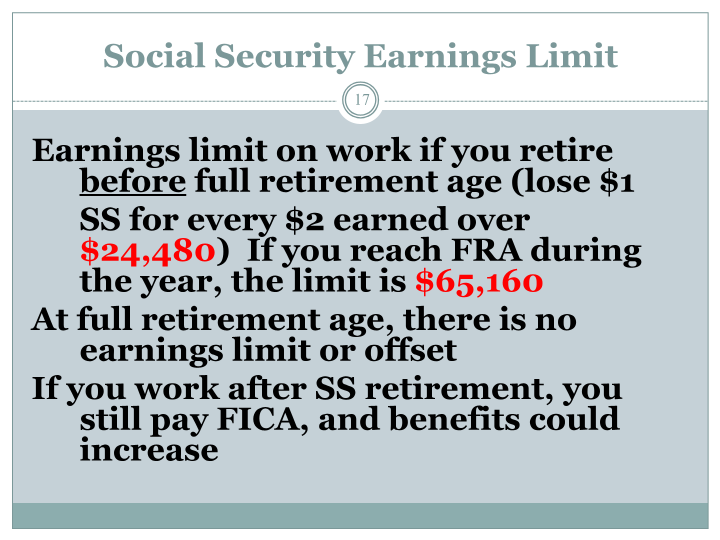 Social Security Earnings Limit
17
Earnings limit on work if you retire
before full retirement age (lose $1
SS for every $2 earned over
$24,480)  If you reach FRA during
the year, the limit is $65,160
At full retirement age, there is no
earnings limit or offset
If you work after SS retirement, you
still pay FICA, and benefits could
increase